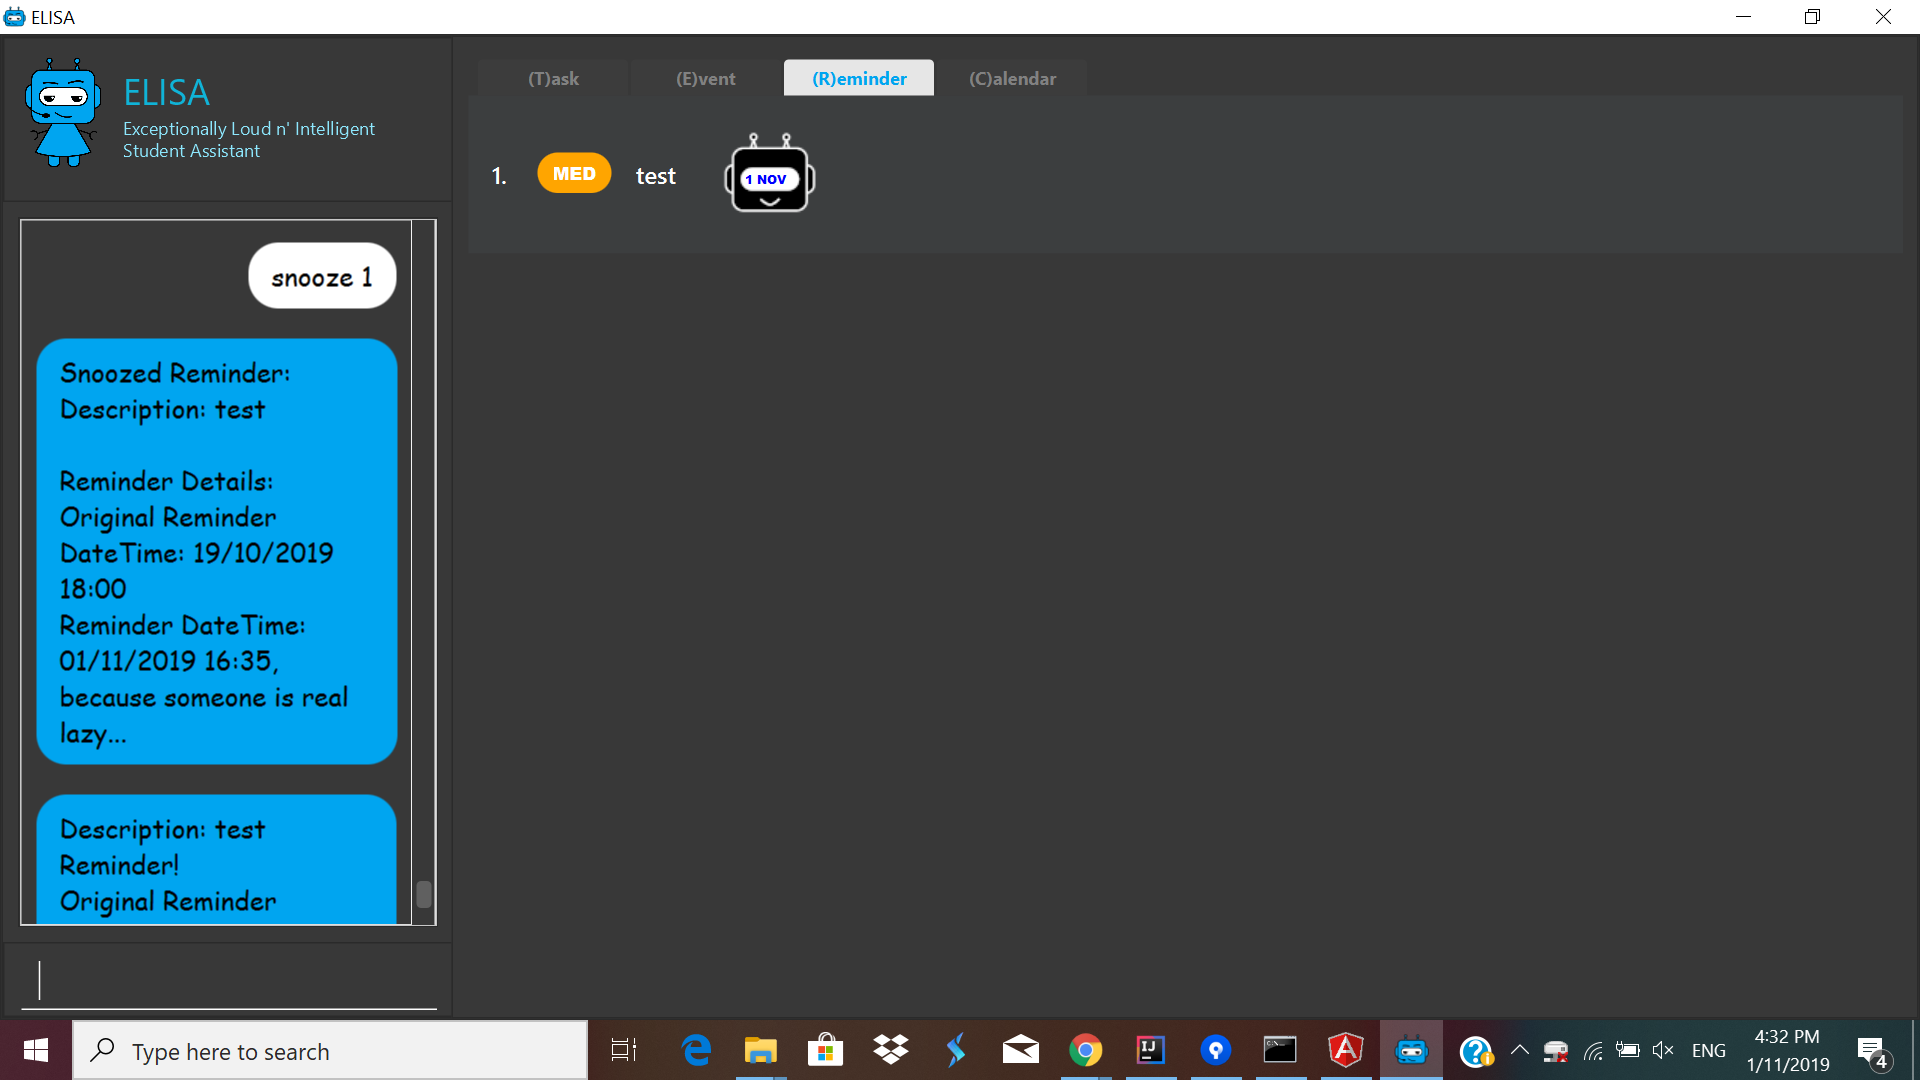 ELISA
ELISA
Exceptionally Loud n' Intelligent
Student Assistant
(T)ask
(E)vent
(R)eminder
(C)alendar
1.
MED
test
1 NOV
snooze 1
Snoozed Reminder:
Description: test
Reminder Details:
Original Reminder
DateTime: 19/10/2019
18:00
Reminder DateTime:
01/11/2019 16:35,
because someone is real
lazy...
Description: test
Reminder!
Original Reminder
Type here to search
IJ
ENG
4:32 PM
1/11/2019
4